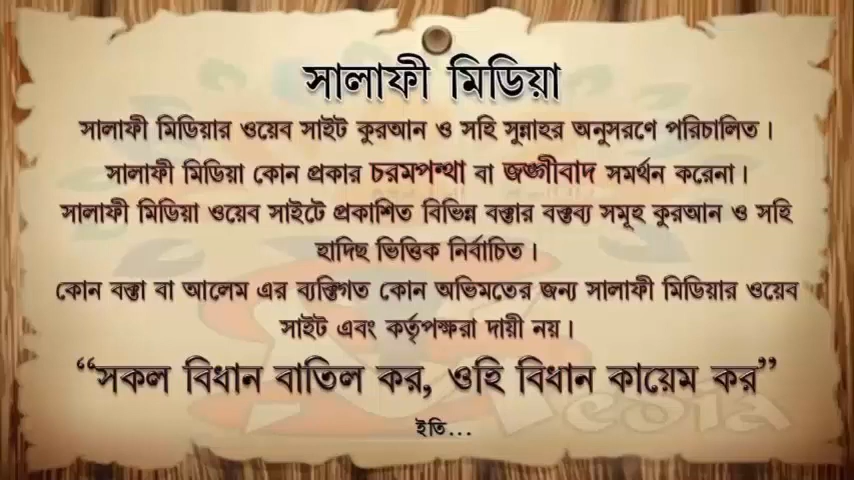 সালাফী মিডিয়া
সালাফী মিডিয়ার ওয়েব সাইট কুরআন ও সহি সুন্নাহর অনুসরণে পরিচালিত।
সালাফী মিডিয়া কোন প্রকার চরমপন্থা বা জঙ্গীবাদ সমর্থন করেনা।
সালাফী মিডিয়া ওয়েব সাইটে প্রকাশিত বিভিন্ন বক্তার বক্তব্য সমূহ কুরআন ও সহি
হাদিছ ভিত্তিক নির্বাচিত।
কোন বক্তা বা আলেম এর ব্যক্তিগত কোন অভিমতের জন্য সালাফী মিডিয়ার ওয়েব
সাইট এবং কর্তৃপক্ষরা দায়ী নয়।
“সকল বিধান বাতিল কর, ওহি বিধান কায়েম কর”
ইতি...